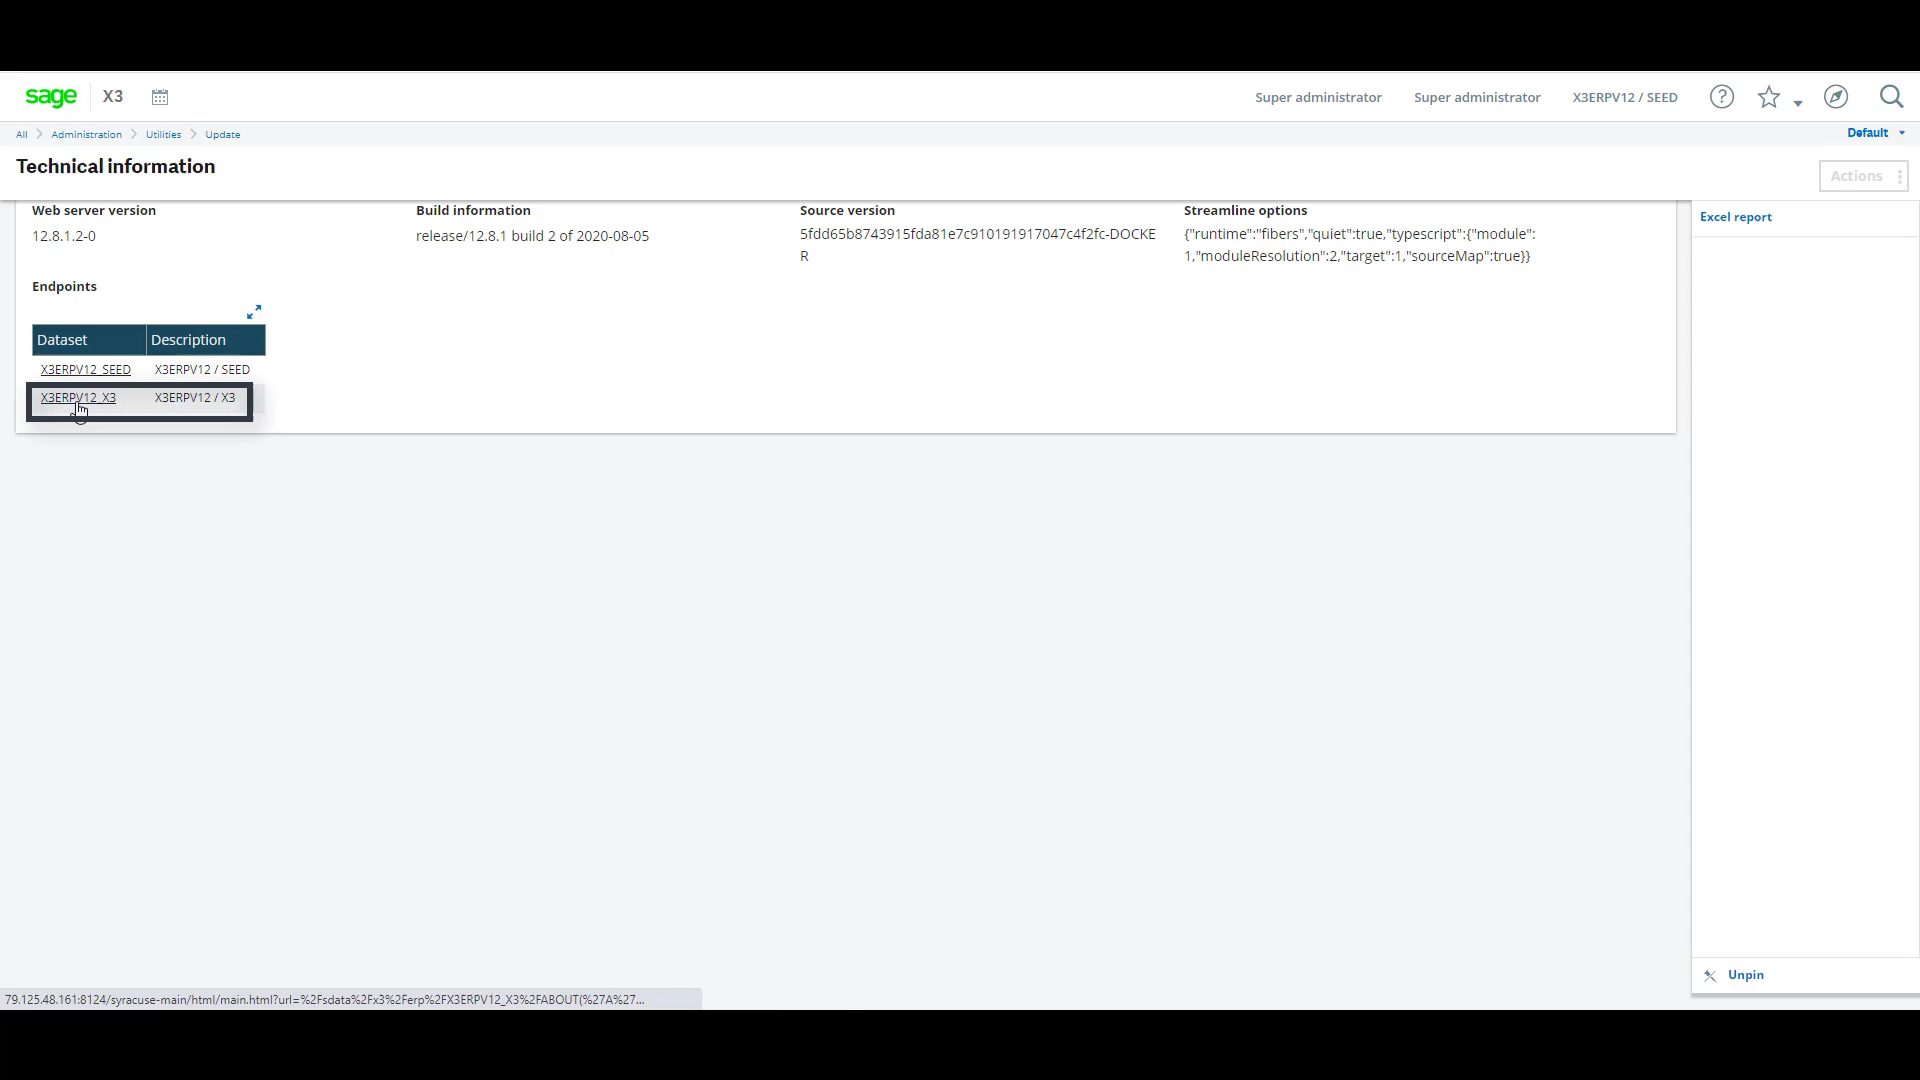 sage X3
Super administrator Super administrator X3ERPV12 / SEED
All Administration Utilities Update
Default
Technical information
Actions
Web server version Build information Source version Streamline options
12.8.1.2-0 release/12.8.1 build 2 of 2020-08-05 5fdd65b8743915fda81e7c910191917047c4f2fc-DOCKE {"runtime":"fibers","quiet":true,"typescript":{"module":
R 1,"moduleResolution":2,"target":1,"sourceMap":true}}
Excel report
Endpoints
Dataset Description
X3ERPV12_SEED X3ERPV12 / SEED
X3ERPV12_X3 X3ERPV12 / X3
Unpin
79.125.48.161:8124/syracuse-main/html/main.html?url=%2Fsdata%2Fx3%2Ferp%2FX3ERPV12_X3%2FABOUT(%27A%27...